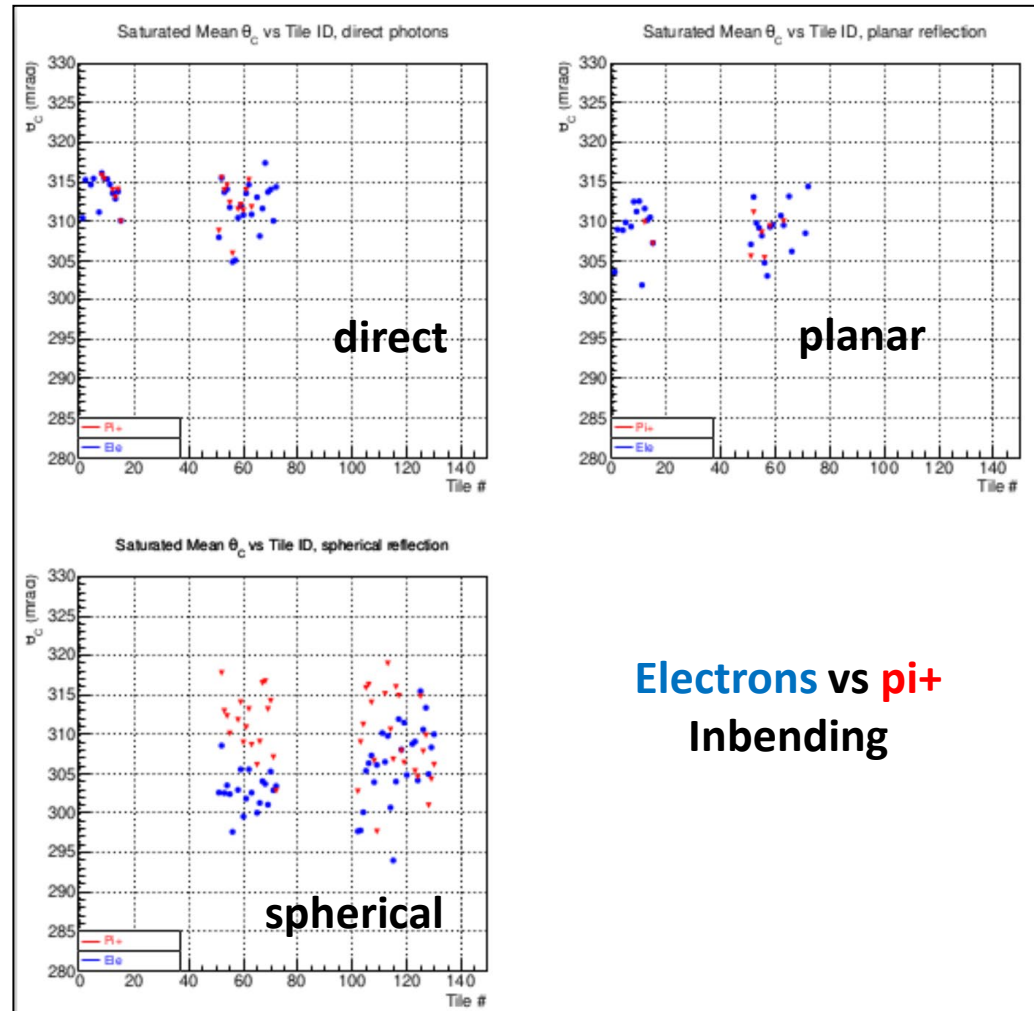 Saturated Mean θC vs Tile ID, direct photons
θC (mrad)
330
325
320
315
310
305
300
295
290
285
280
direct
Pi+
Ele
0 20 40 60 80 100 120 140
Tile #
Saturated Mean θC vs Tile ID, planar reflection
θC (mrad)
330
325
320
315
310
305
300
295
290
285
280
planar
Pi+
Ele
0 20 40 60 80 100 120 140
Tile #
Saturated Mean θC vs Tile ID, spherical reflection
θC (mrad)
330
325
320
315
310
305
300
295
290
285
280
spherical
Pi+
Ele
0 20 40 60 80 100 120 140
Tile #
Electrons vs pi+
Inbending